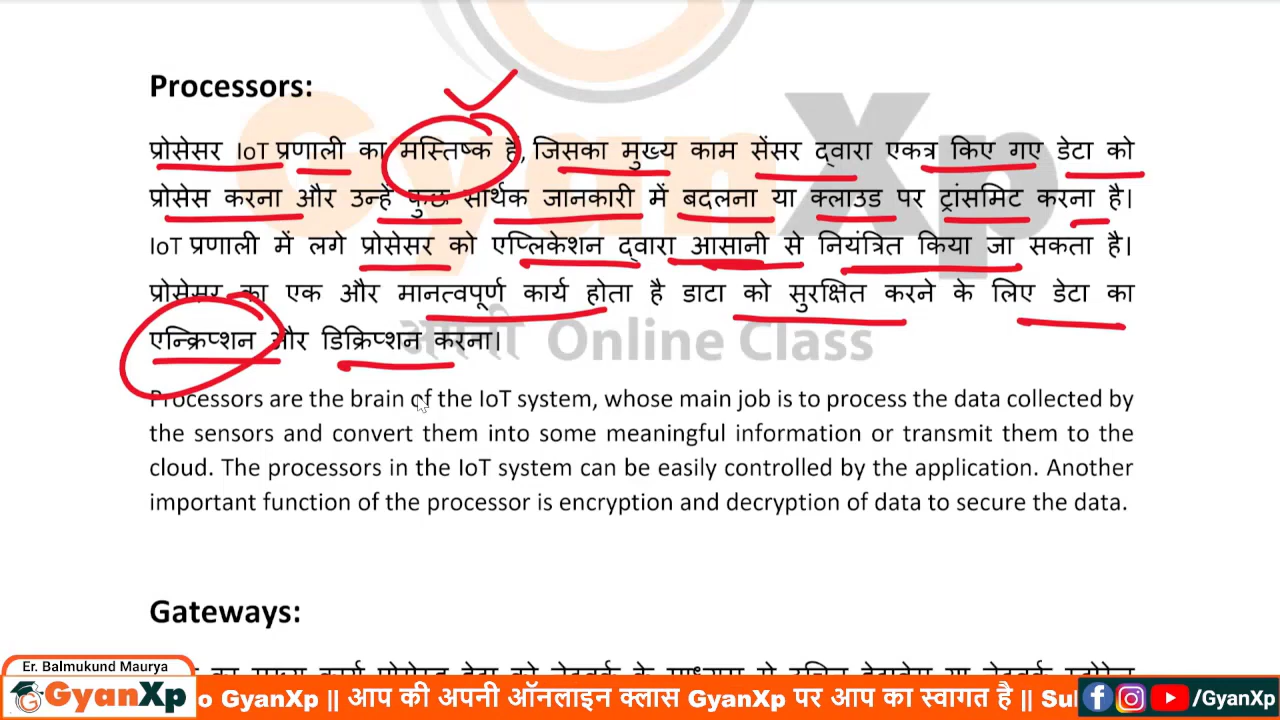 Processors:
प्रोसेसर IoT प्रणाली का मस्तिष्क हैं, जिसका मुख्य काम सेंसर द्वारा एकत्र किए गए डेटा को
प्रोसेस करना और उन्हें कुछ सार्थक जानकारी में बदलना या क्लाउड पर ट्रांसमिट करना है।
IoT प्रणाली में लगे प्रोसेसर को एप्लिकेशन द्वारा आसानी से नियंत्रित किया जा सकता है।
प्रोसेसर का एक और मानत्वपूर्ण कार्य होता है डाटा को सुरक्षित करने के लिए डेटा का
एन्क्रिप्शन और डिक्रिप्शन करना।
GyanXp
Online Class
Processors are the brain of the IoT system, whose main job is to process the data collected by
the sensors and convert them into some meaningful information or transmit them to the
cloud. The processors in the IoT system can be easily controlled by the application. Another
important function of the processor is encryption and decryption of data to secure the data.
Gateways:
का मुख्य कार्य प्रोसेस्ड डेटा को नेटवर्क के माध्यम से उचित डेटाबेस या नेटवर्क स्टोरेज
Er. Balmukund Maurya
GyanXp
o GyanXp || आप की अपनी ऑनलाइन क्लास GyanXp पर आप का स्वागत है || Su
/GyanXp